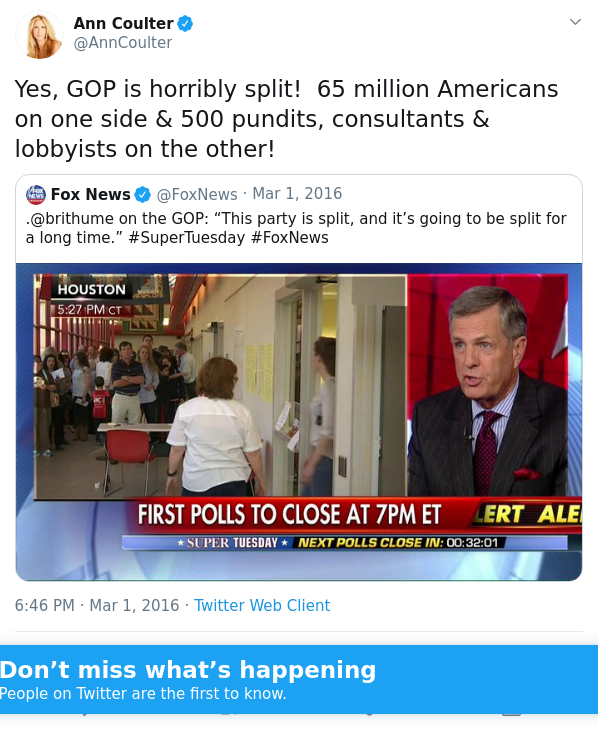 Ann Coulter
@AnnCoulter
Yes, GOP is horribly split!  65 million Americans
on one side & 500 pundits, consultants &
lobbyists on the other!
Fox News @FoxNews · Mar 1, 2016
.@brithume on the GOP: “This party is split, and it’s going to be split for
a long time.” #SuperTuesday #FoxNews
HOUSTON
5:27 PM CT
FIRST POLLS TO CLOSE AT 7PM ET
ERT ALE
SUPER TUESDAY NEXT POLLS CLOSE IN: 00:32:01
6:46 PM · Mar 1, 2016 · Twitter Web Client
Don’t miss what’s happening
People on Twitter are the first to know.